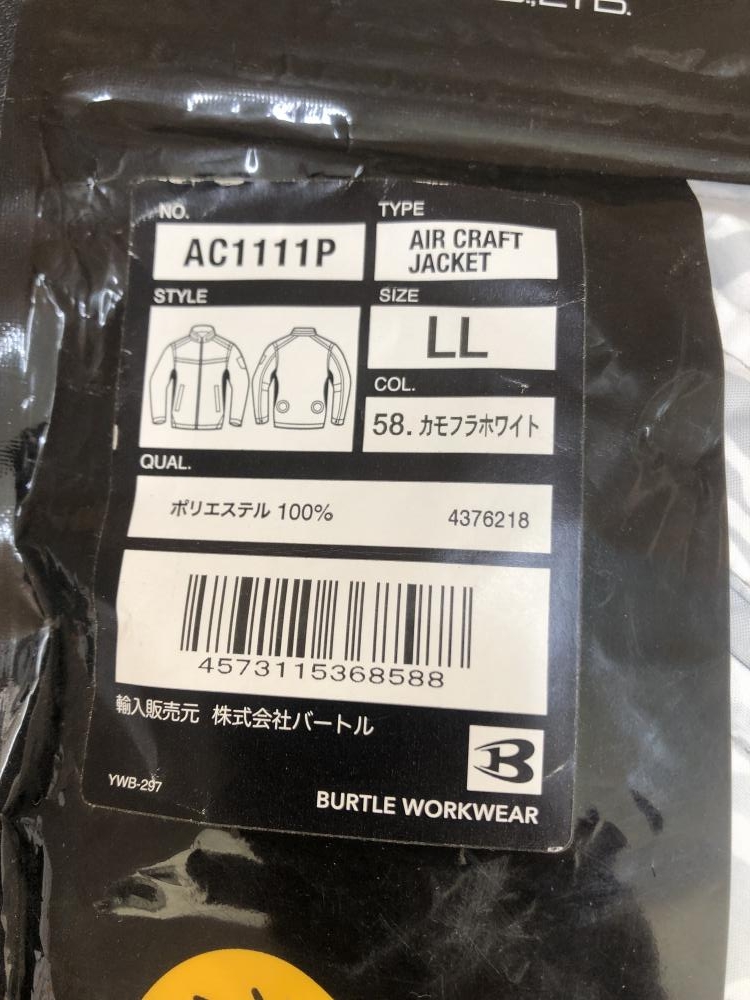 NO.
AC1111P
TYPE
AIR CRAFT
JACKET
STYLE
SIZE
LL
COL.
58. カモフラホワイト
QUAL.
ポリエステル 100%
4376218
4573115368588
輸入販売元 株式会社バートル
YWB-297
BURTLE WORKWEAR